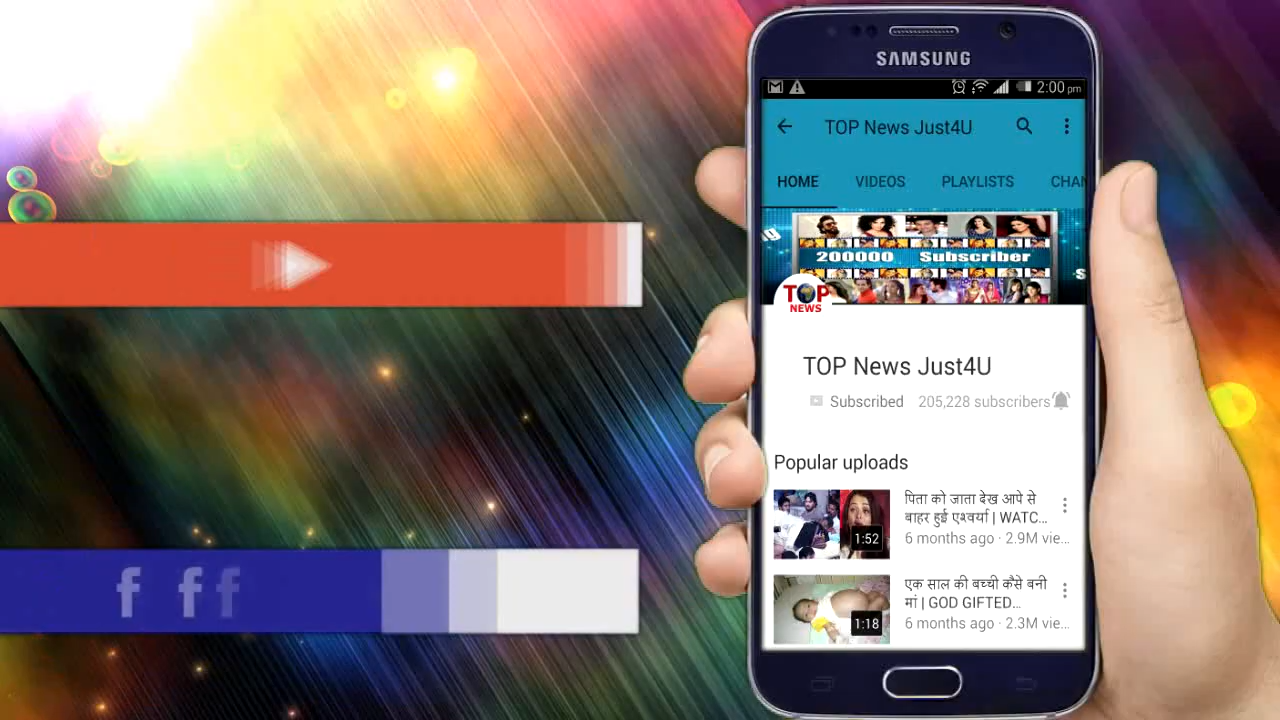 SAMSUNG
2:00 pm
TOP News Just4U
HOME VIDEOS PLAYLISTS CHAN
200000 Subscriber
TOP
NEWS
TOP News Just4U
Subscribed 205,228 subscribers
Popular uploads
पिता को जाता देख आपे से
बाहर हुई एश्वर्या | WATC...
6 months ago · 2.9M vie...
1:52
एक साल की बच्ची कैसे बनी
मां | GOD GIFTED...
6 months ago · 2.3M vie...
1:18
f f f